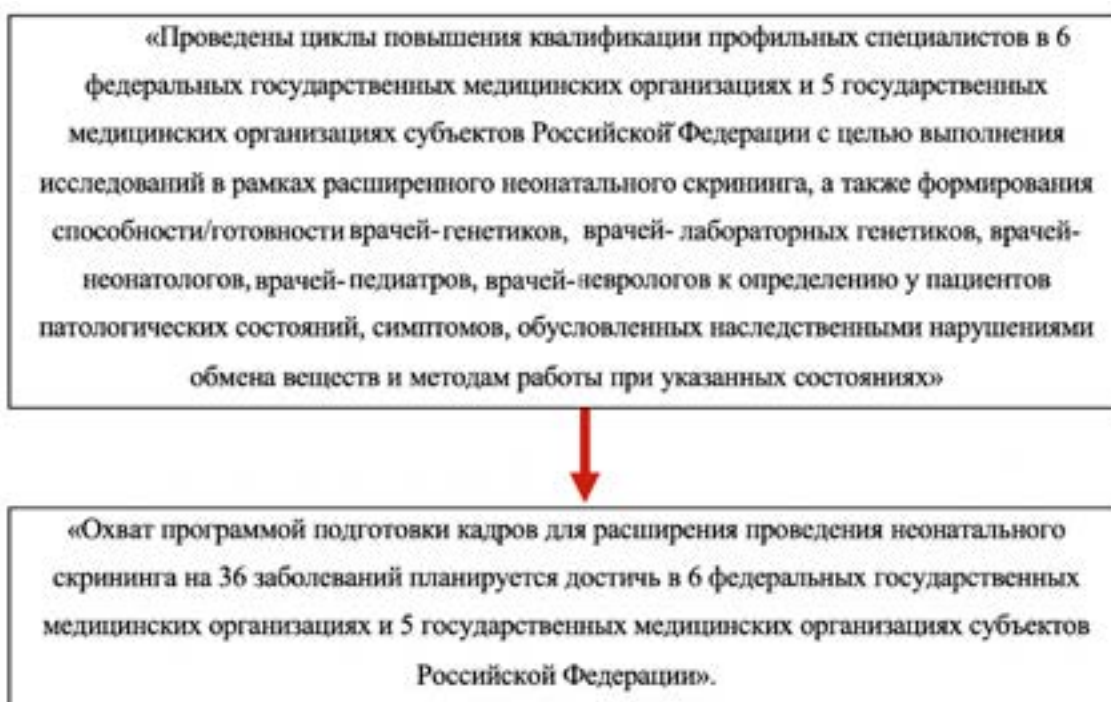 «Проведены циклы повышения квалификации профильных специалистов в 6
федеральных государственных медицинских организациях и 5 государственных
медицинских организациях субъектов Российской Федерации с целью выполнения
исследований в рамках расширенного неонатального скрининга, а также формирования
способности/готовности врачей- генетиков, врачей- лабораторных генетиков, врачей-
неонатологов, врачей- педиатров, врачей-неврологов к определению у пациентов
патологических состояний, симптомов, обусловленных наследственными нарушениями
обмена веществ и методам работы при указанных состояниях»
«Охват программой подготовки кадров для расширения проведения неонатального
скрининга на 36 заболеваний планируется достичь в 6 федеральных государственных
медицинских организациях и 5 государственных медицинских организациях субъектов
Российской Федерации».